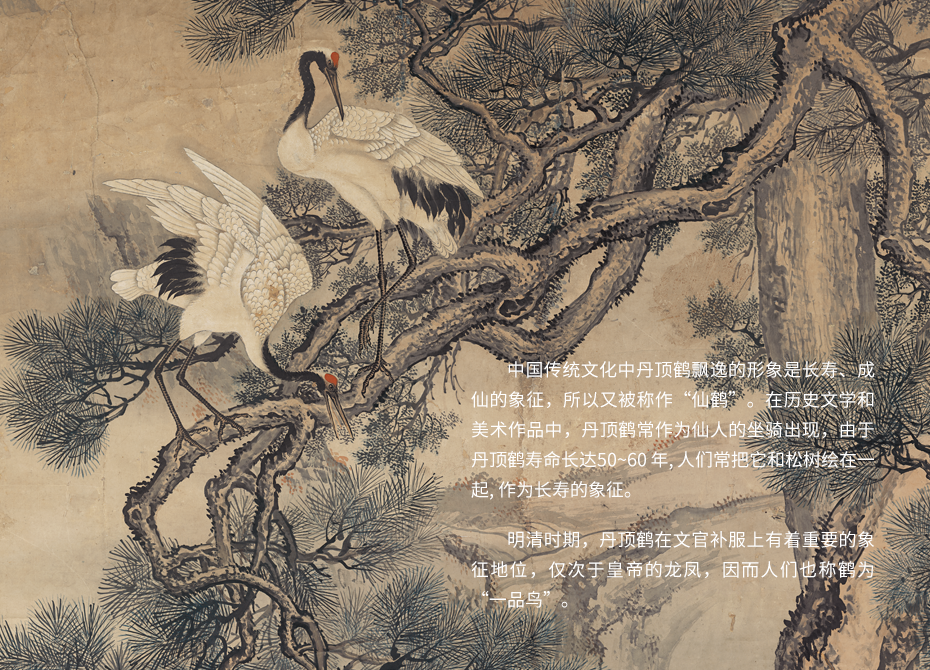 中国传统文化中丹顶鹤飘逸的形象是长寿、成
仙的象征，所以又被称作“仙鹤”。在历史文学和
美术作品中，丹顶鹤常作为仙人的坐骑出现，由于
丹顶鹤寿命长达50~60 年, 人们常把它和松树绘在一
起, 作为长寿的象征。
明清时期，丹顶鹤在文官补服上有着重要的象
征地位，仅次于皇帝的龙凤，因而人们也称鹤为
“一品鸟”。